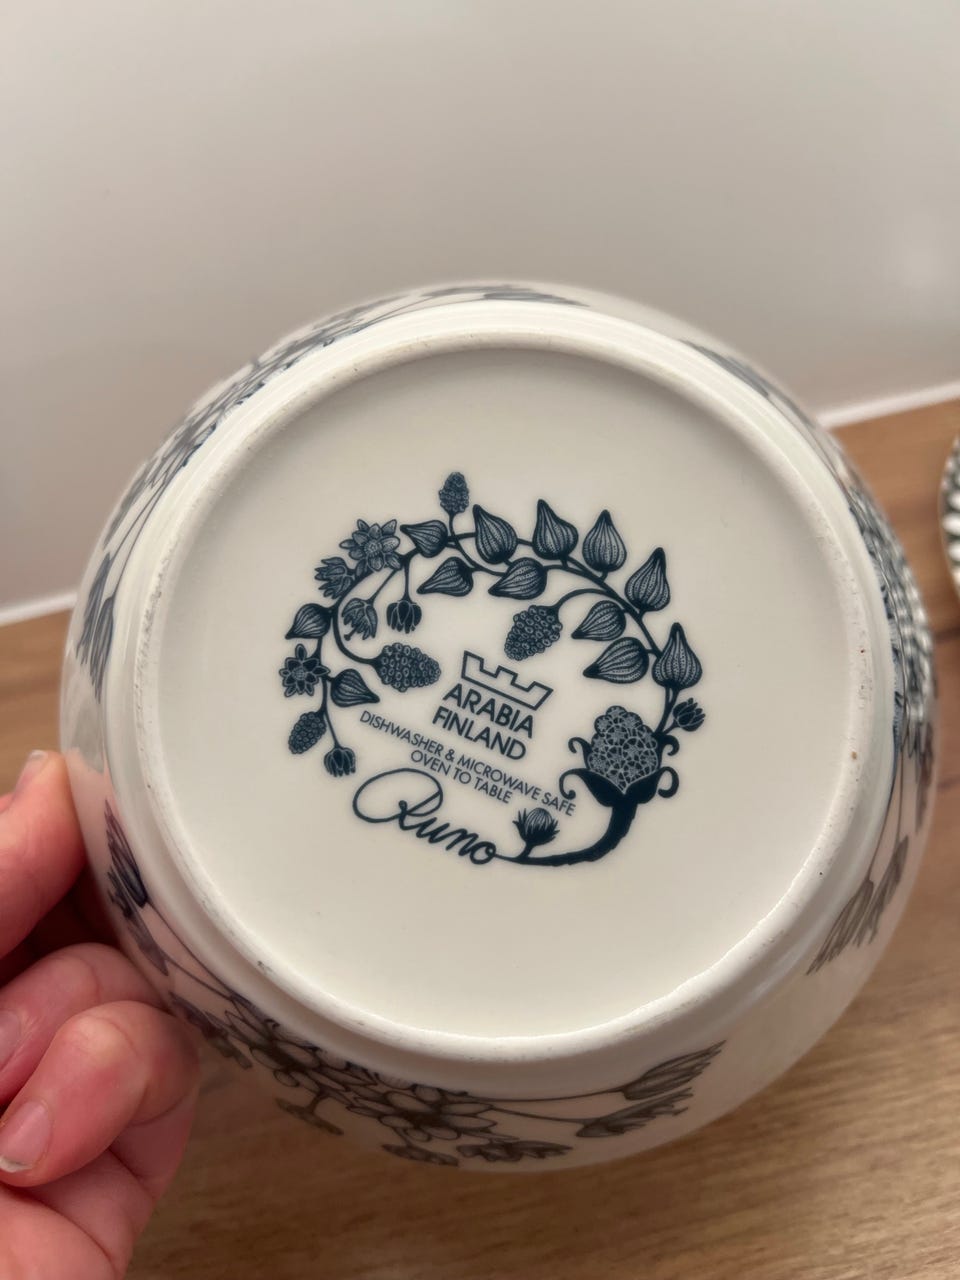 ARABIA
FINLAND
DISHWASHER & MICROWAVE SAFE
OVEN TO TABLE
Runo